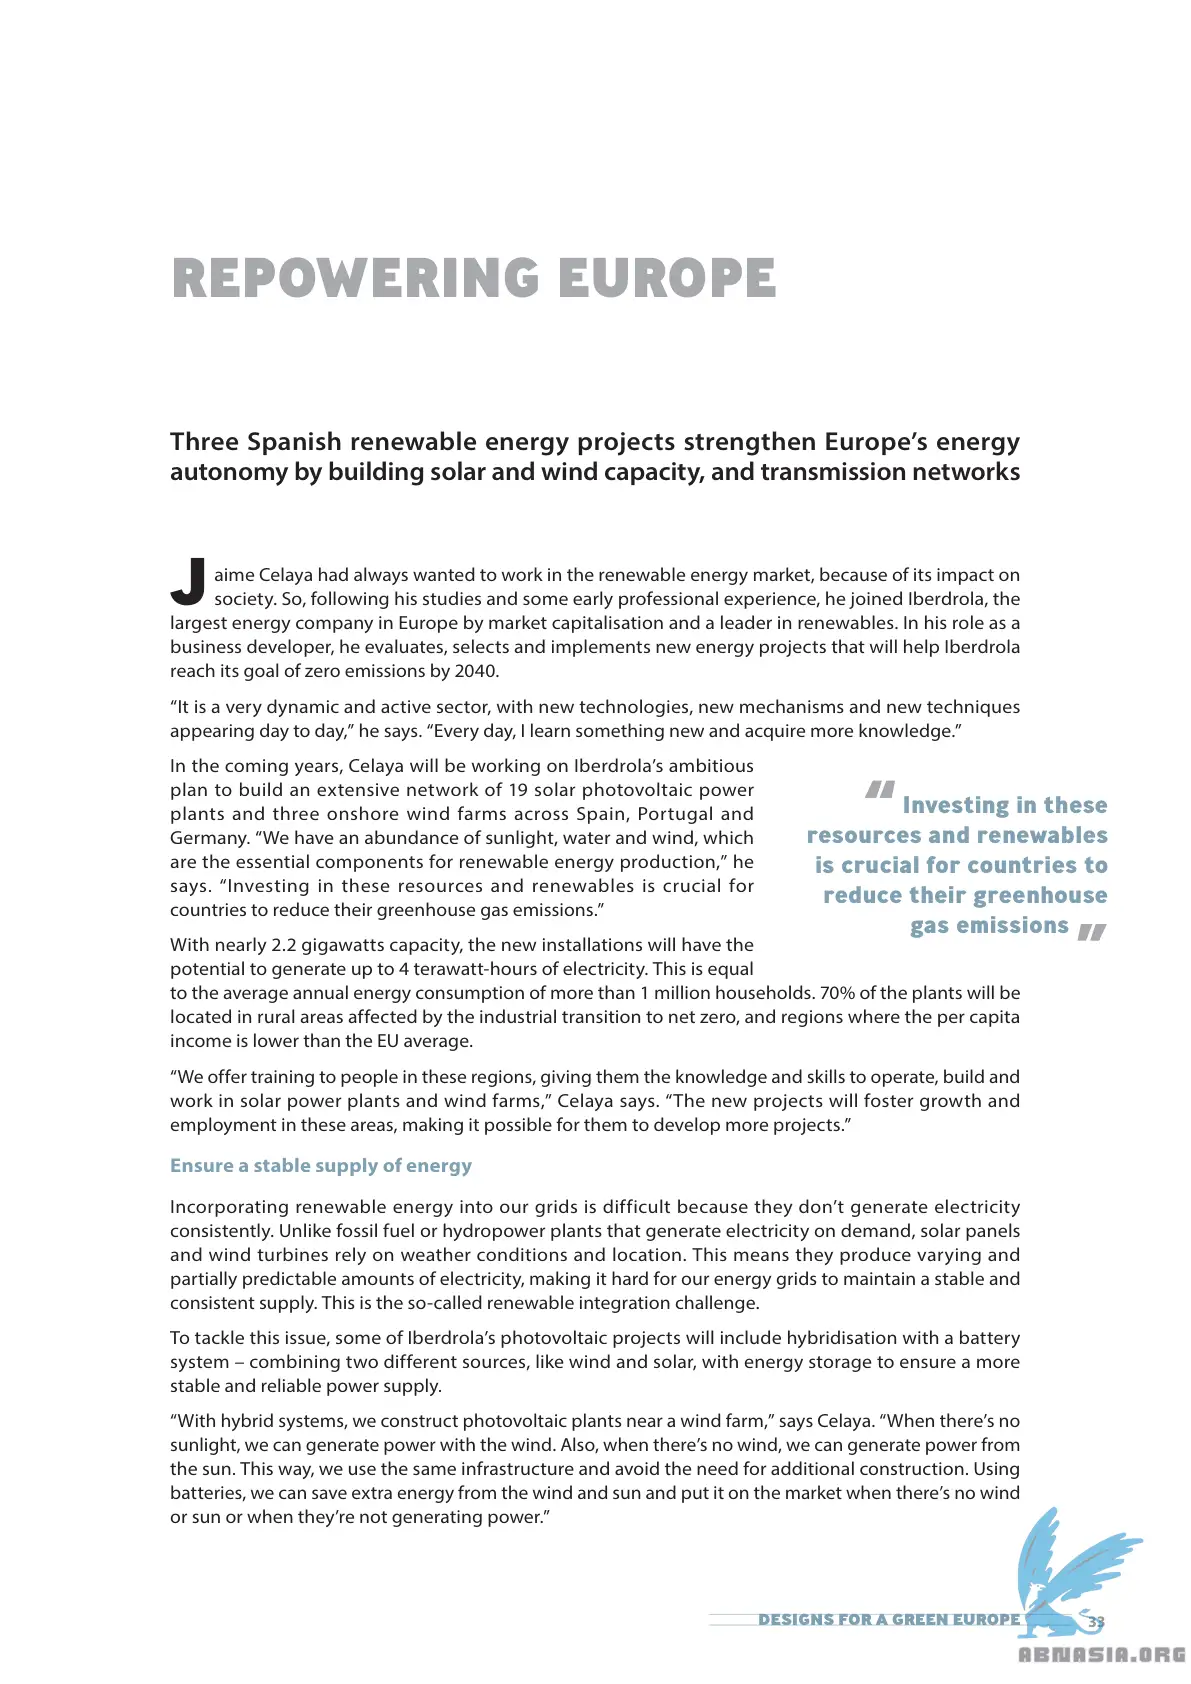 REPOWERING EUROPE
Three Spanish renewable energy projects strengthen Europe’s energy
autonomy by building solar and wind capacity, and transmission networks
Jaime Celaya had always wanted to work in the renewable energy market, because of its impact on
society. So, following his studies and some early professional experience, he joined Iberdrola, the
largest energy company in Europe by market capitalisation and a leader in renewables. In his role as a
business developer, he evaluates, selects and implements new energy projects that will help Iberdrola
reach its goal of zero emissions by 2040.
“It is a very dynamic and active sector, with new technologies, new mechanisms and new techniques
appearing day to day,” he says. “Every day, I learn something new and acquire more knowledge.”
In the coming years, Celaya will be working on Iberdrola’s ambitious
plan to build an extensive network of 19 solar photovoltaic power
plants and three onshore wind farms across Spain, Portugal and
Germany. “We have an abundance of sunlight, water and wind, which
are the essential components for renewable energy production,” he
says. “Investing in these resources and renewables is crucial for
countries to reduce their greenhouse gas emissions.”
" Investing in these
resources and renewables
is crucial for countries to
reduce their greenhouse
gas emissions "
With nearly 2.2 gigawatts capacity, the new installations will have the
potential to generate up to 4 terawatt-hours of electricity. This is equal
to the average annual energy consumption of more than 1 million households. 70% of the plants will be
located in rural areas affected by the industrial transition to net zero, and regions where the per capita
income is lower than the EU average.
“We offer training to people in these regions, giving them the knowledge and skills to operate, build and
work in solar power plants and wind farms,” Celaya says. “The new projects will foster growth and
employment in these areas, making it possible for them to develop more projects.”
Ensure a stable supply of energy
Incorporating renewable energy into our grids is difficult because they don’t generate electricity
consistently. Unlike fossil fuel or hydropower plants that generate electricity on demand, solar panels
and wind turbines rely on weather conditions and location. This means they produce varying and
partially predictable amounts of electricity, making it hard for our energy grids to maintain a stable and
consistent supply. This is the so-called renewable integration challenge.
To tackle this issue, some of Iberdrola’s photovoltaic projects will include hybridisation with a battery
system – combining two different sources, like wind and solar, with energy storage to ensure a more
stable and reliable power supply.
“With hybrid systems, we construct photovoltaic plants near a wind farm,” says Celaya. “When there’s no
sunlight, we can generate power with the wind. Also, when there’s no wind, we can generate power from
the sun. This way, we use the same infrastructure and avoid the need for additional construction. Using
batteries, we can save extra energy from the wind and sun and put it on the market when there’s no wind
or sun or when they’re not generating power.”
DESIGNS FOR A GREEN EUROPE 33
ABNASIA.ORG